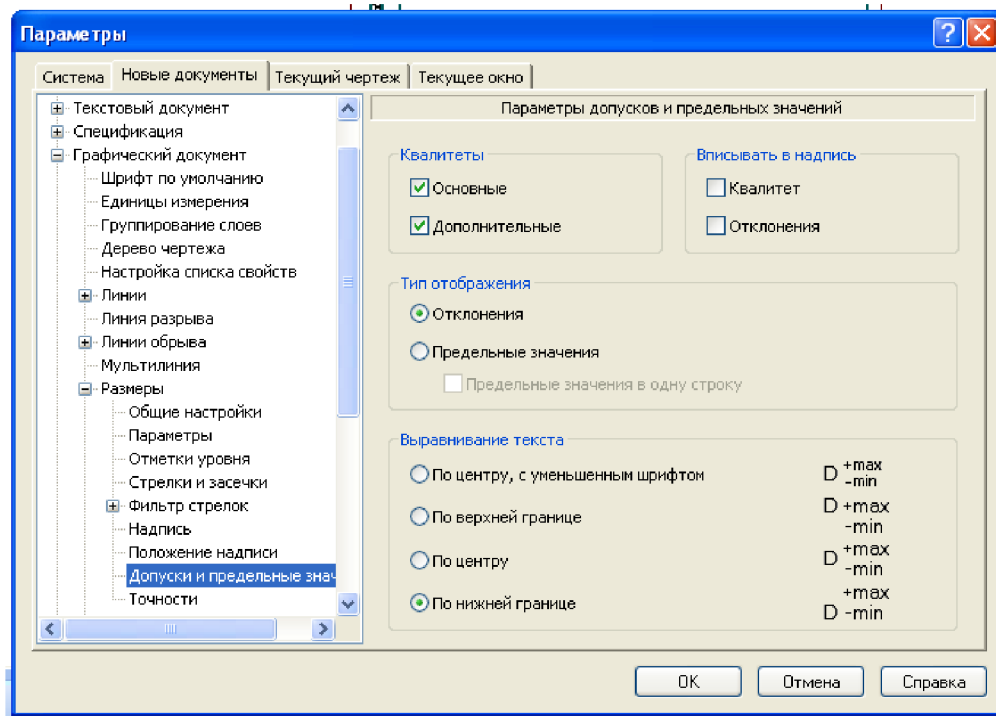 Параметры
Система
Новые документы
Текущий чертеж
Текущее окно
Текстовый документ
Спецификация
Графический документ
Шрифт по умолчанию
Единицы измерения
Группирование слоев
Дерево чертежа
Настройка списка свойств
Линии
Линия разрыва
Линии обрыва
Мультилиния
Размеры
Общие настройки
Параметры
Отметки уровня
Стрелки и засечки
Фильтр стрелок
Надпись
Положение надписи
Допуски и предельные знач
Точности
Параметры допусков и предельных значений
Квалитеты
Основные
Дополнительные
Вписывать в надпись
Квалитет
Отклонения
Тип отображения
Отклонения
Предельные значения
Предельные значения в одну строку
Выравнивание текста
По центру, с уменьшенным шрифтом
D +max
-min
По верхней границе
D +max
-min
По центру
D +max
-min
По нижней границе
+max
D -min
OK
Отмена
Справка